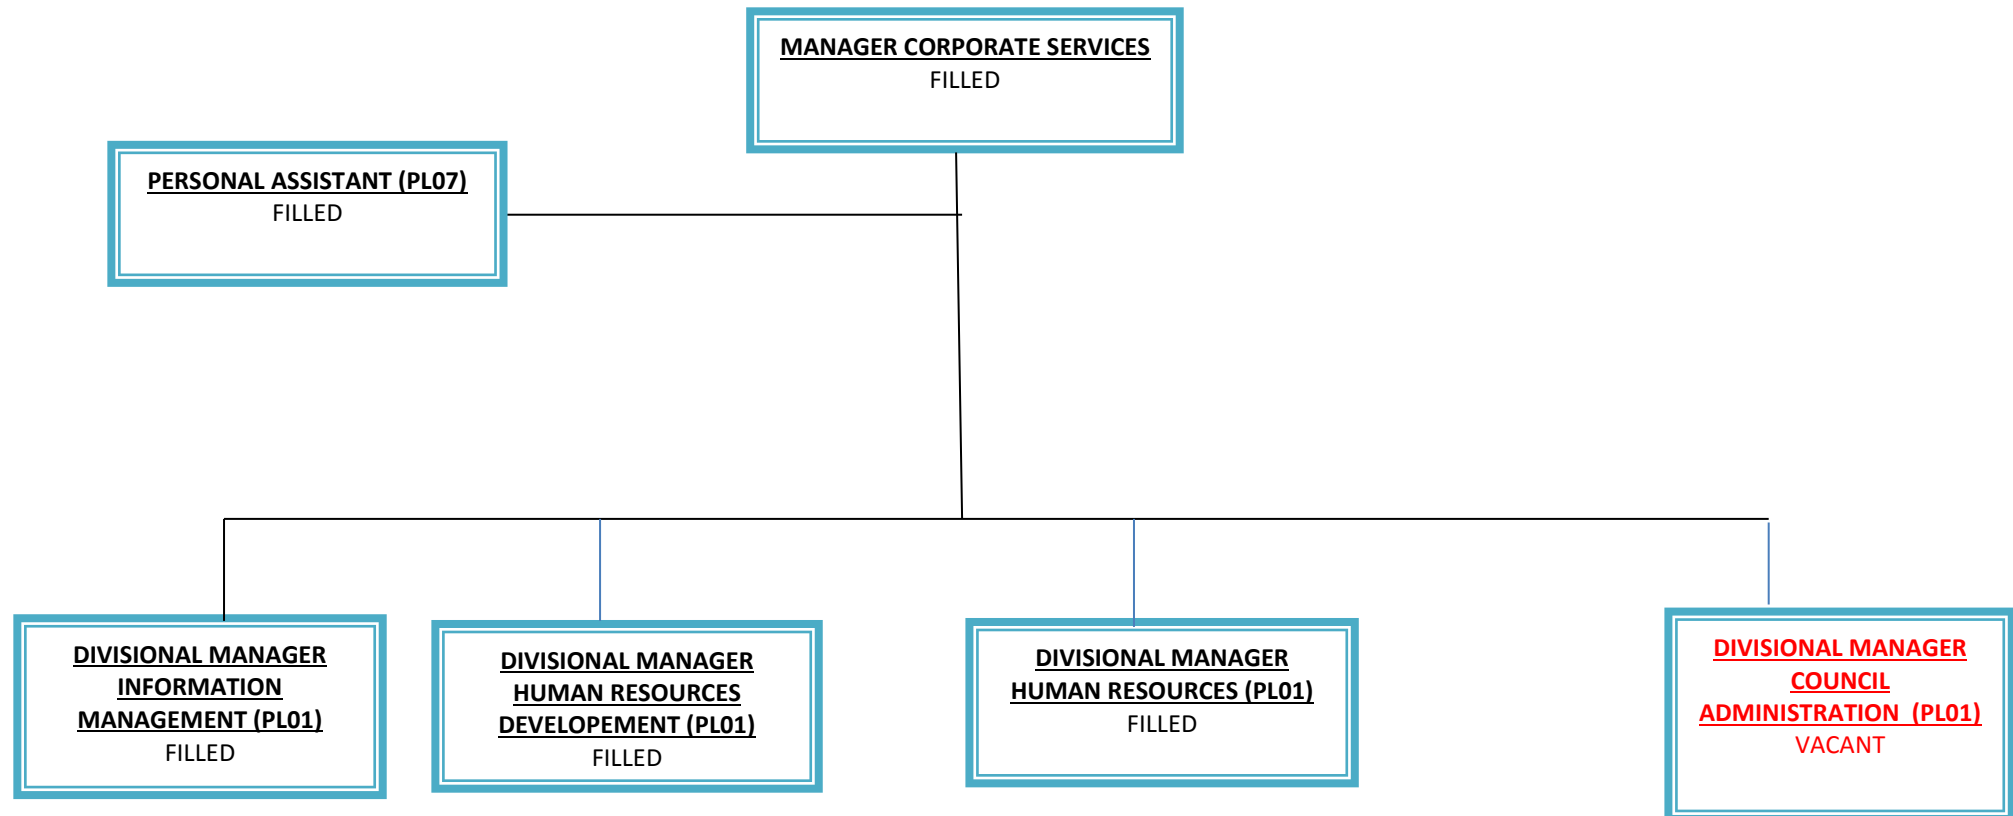 MANAGER CORPORATE SERVICES
FILLED
PERSONAL ASSISTANT (PL07)
FILLED
DIVISIONAL MANAGER
INFORMATION
MANAGEMENT (PL01)
FILLED
DIVISIONAL MANAGER
HUMAN RESOURCES
DEVELOPEMENT (PL01)
FILLED
DIVISIONAL MANAGER
HUMAN RESOURCES (PL01)
FILLED
DIVISIONAL MANAGER
COUNCIL
ADMINISTRATION  (PL01)
VACANT